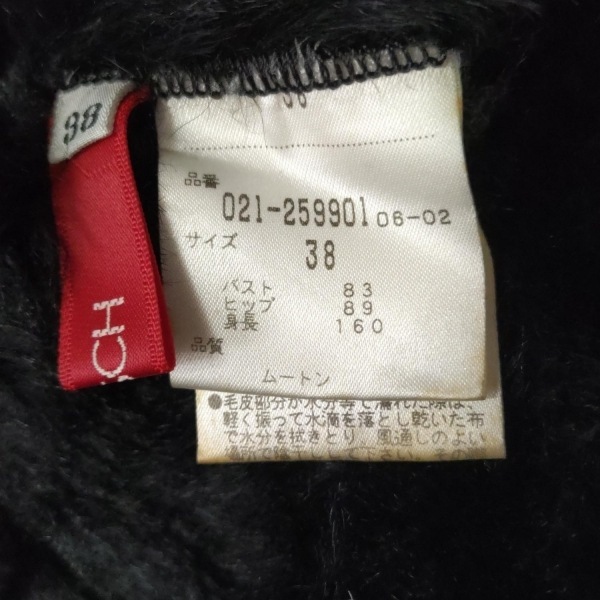 38
SCH
38
品番
021-259901 06-02
サイズ
38
バスト 83
ヒップ 89
身長 160
品質
ムートン
●毛皮部分が水分等で濡れた際は、
軽く振って水滴を落とし乾いた布
で水分を拭きとり、風通しのよい